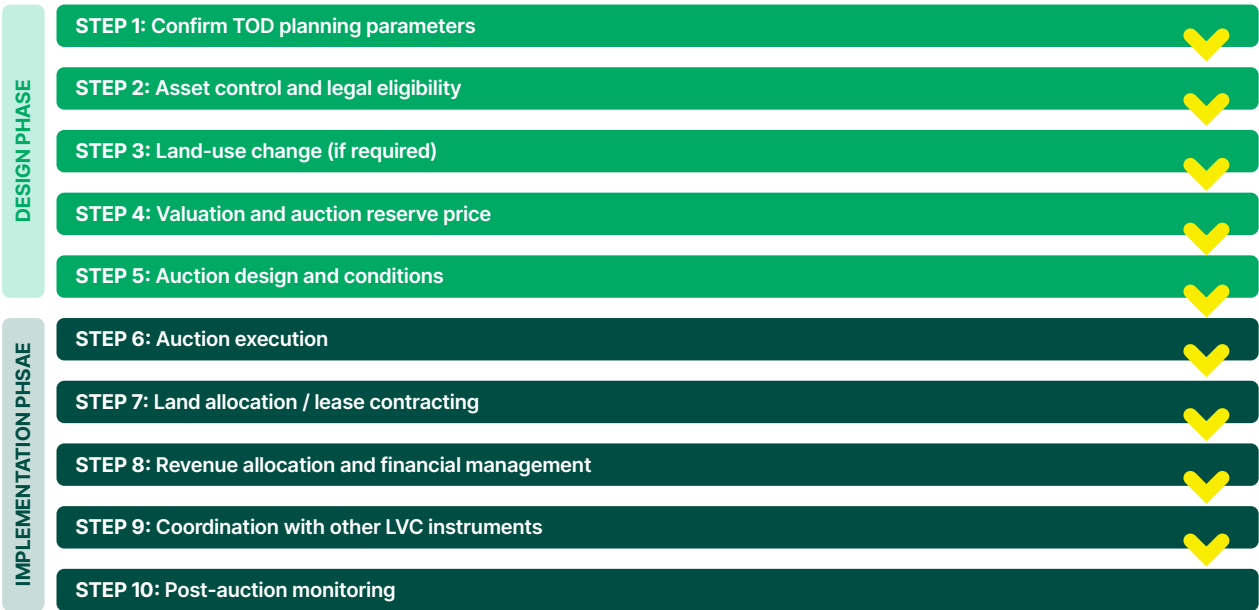 DESIGN PHASE
STEP 1: Confirm TOD planning parameters
STEP 2: Asset control and legal eligibility
STEP 3: Land-use change (if required)
STEP 4: Valuation and auction reserve price
STEP 5: Auction design and conditions
IMPLEMENTATION PHSAE
STEP 6: Auction execution
STEP 7: Land allocation / lease contracting
STEP 8: Revenue allocation and financial management
STEP 9: Coordination with other LVC instruments
STEP 10: Post-auction monitoring